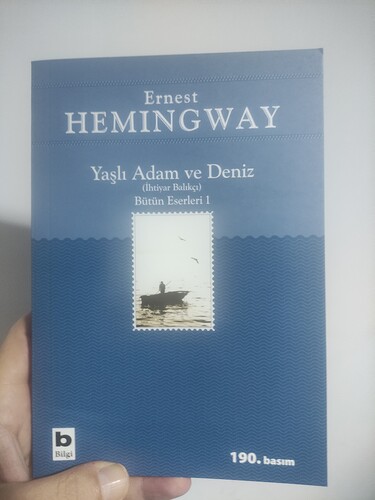 Ernest
HEMINGWAY
Yaşlı Adam ve Deniz
(İhtiyar Balıkçı)
Bütün Eserleri 1
b
Bilgi
190. basım